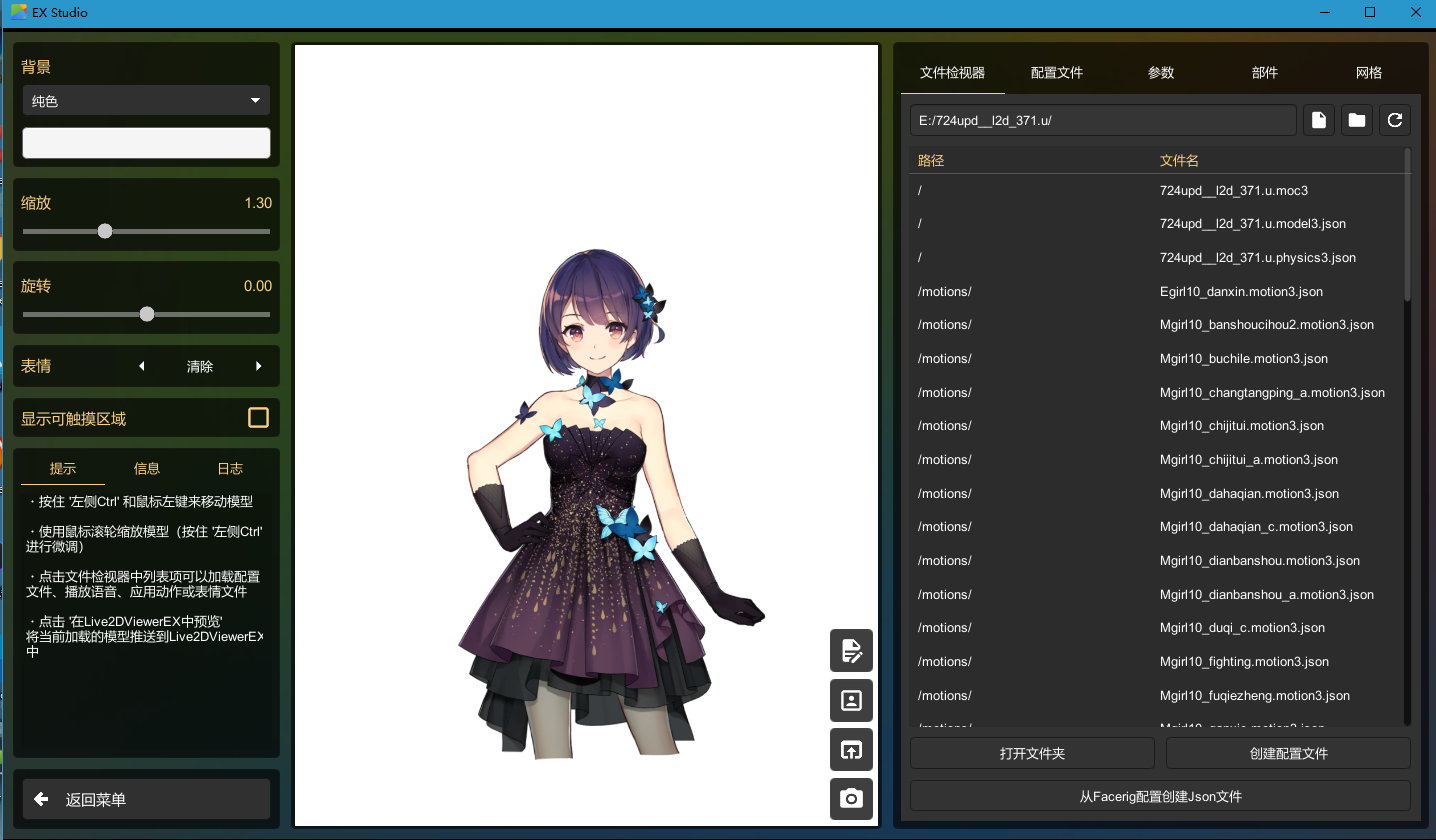 EX Studio
背景
纯色
缩放
1.30
旋转
0.00
表情
清除
显示可触摸区域
提示
信息
日志
・按住 '左侧Ctrl' 和鼠标左键来移动模型
・使用鼠标滚轮缩放模型（按住 '左侧Ctrl'
进行微调）
・点击文件检视器中列表项可以加载配置
文件、播放语音、应用动作或表情文件
・点击 '在Live2DViewerEX中预览'
将当前加载的模型推送到Live2DViewerEX
中
返回菜单
文件检视器
配置文件
参数
部件
网格
E:/724upd__l2d_371.u/
路径 文件名
/ 724upd__l2d_371.u.moc3
/ 724upd__l2d_371.u.model3.json
/ 724upd__l2d_371.u.physics3.json
/motions/ Egirl10_danxin.motion3.json
/motions/ Mgirl10_banshoucihou2.motion3.json
/motions/ Mgirl10_buchile.motion3.json
/motions/ Mgirl10_changtangping_a.motion3.json
/motions/ Mgirl10_chijitui.motion3.json
/motions/ Mgirl10_chijitui_a.motion3.json
/motions/ Mgirl10_dahaqian.motion3.json
/motions/ Mgirl10_dahaqian_c.motion3.json
/motions/ Mgirl10_dianbanshou.motion3.json
/motions/ Mgirl10_dianbanshou_a.motion3.json
/motions/ Mgirl10_duqi_c.motion3.json
/motions/ Mgirl10_fighting.motion3.json
/motions/ Mgirl10_fuqiezheng.motion3.json
打开文件夹
创建配置文件
从Facerig配置创建Json文件